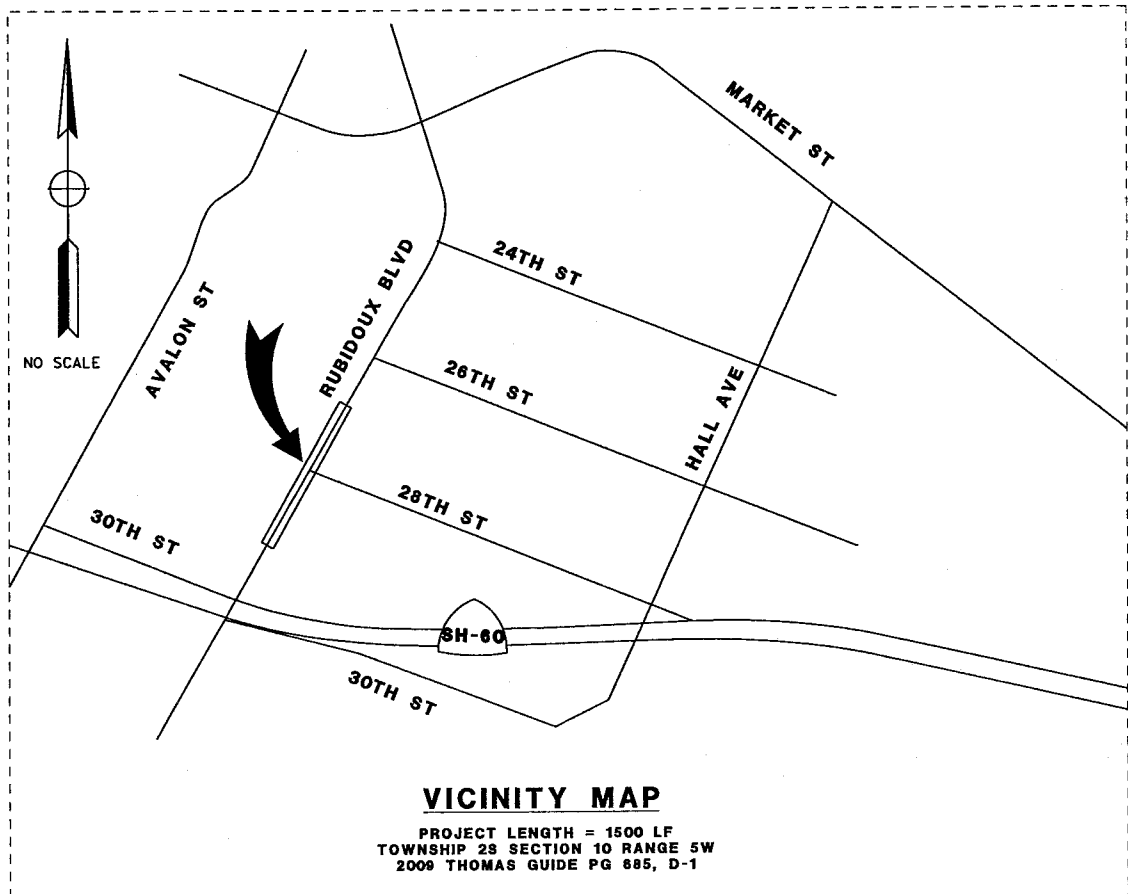 MARKET ST
24TH ST
RUBIDOUX BLVD
AVALON ST
NO SCALE
26TH ST
HALL AVE
28TH ST
30TH ST
SH-60
30TH ST
VICINITY MAP
PROJECT LENGTH = 1500 LF
TOWNSHIP 2S SECTION 10 RANGE 5W
2009 THOMAS GUIDE PG 685, D-1